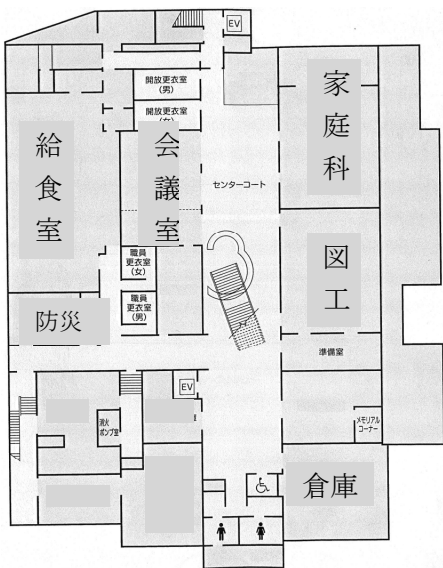 EV
開放更衣室
(男)
開放更衣室
家庭科
給食室
会議室
センターコート
職員
更衣室
(女)
図工
職員
更衣室
(男)
防災
準備室
EV
消火
ポンプ室
メモリアル
コーナー
倉庫